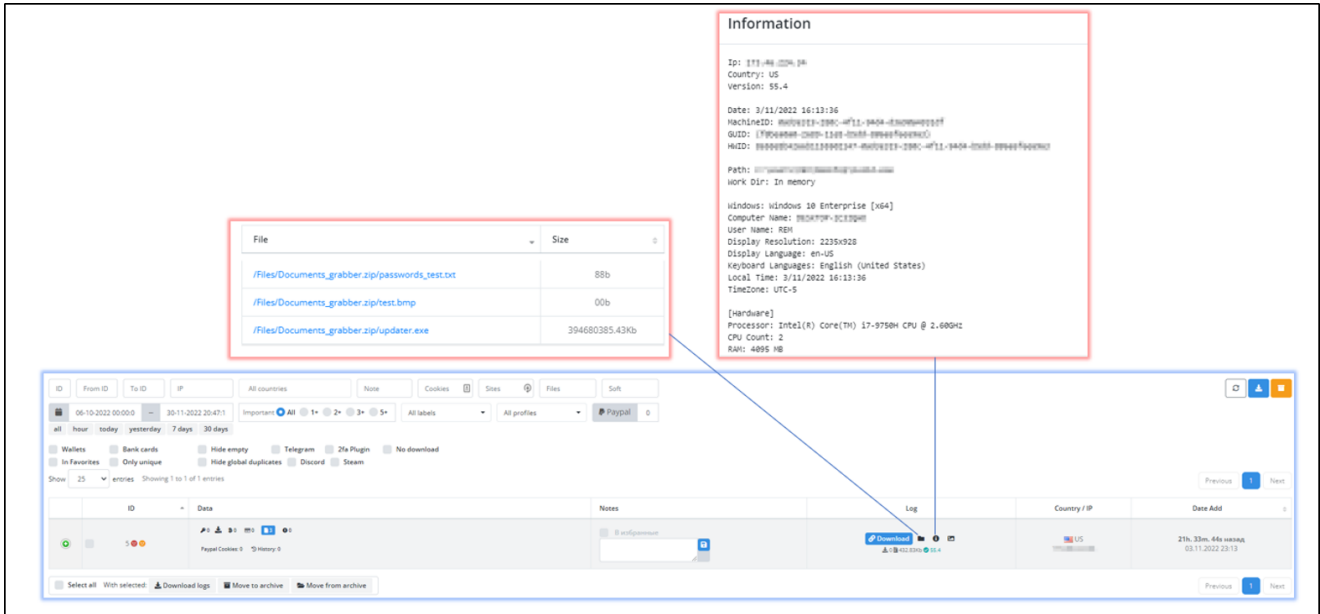 Information
Ip:
Country: US
Version: 55.4
Date: 3/11/2022 16:13:36
MachineID:
GUID:
HWID:
Path:
Work Dir: In memory
Windows: Windows 10 Enterprise [x64]
Computer Name:
User Name: REM
Display Resolution: 2235x928
Display Language: en-US
Keyboard Languages: English (United States)
Local Time: 3/11/2022 16:13:36
TimeZone: UTC-5
[Hardware]
Processor: Intel(R) Core(TM) i7-9750H CPU @ 2.60GHz
CPU Count: 2
RAM: 4095 MB
File Size
/Files/Documents_grabber.zip/passwords_test.txt 88b
/Files/Documents_grabber.zip/test.bmp 00b
/Files/Documents_grabber.zip/updater.exe 394680385.43Kb
ID From ID To ID IP All countries Note Cookies Sites Files Soft
06-10-2022 00:00:0 — 30-11-2022 20:47:1 Important All 1+ 2+ 3+ 5+ All labels All profiles Paypal
all hour today yesterday 7 days 30 days
Wallets Bank cards Hide empty Telegram 2fa Plugin No download
In Favorites Only unique Hide global duplicates Discord Steam
Show 25 entries Showing 1 to 1 of 1 entries Previous 1 Next
ID Data Notes Log Country / IP Date Add
5
Paypal Cookies: 0 History: 0
В избранные
Download
55.4
US
21h. 33m. 44s назад
03.11.2022 23:13
Select all With selected: Download logs Move to archive Move from archive Previous 1 Next